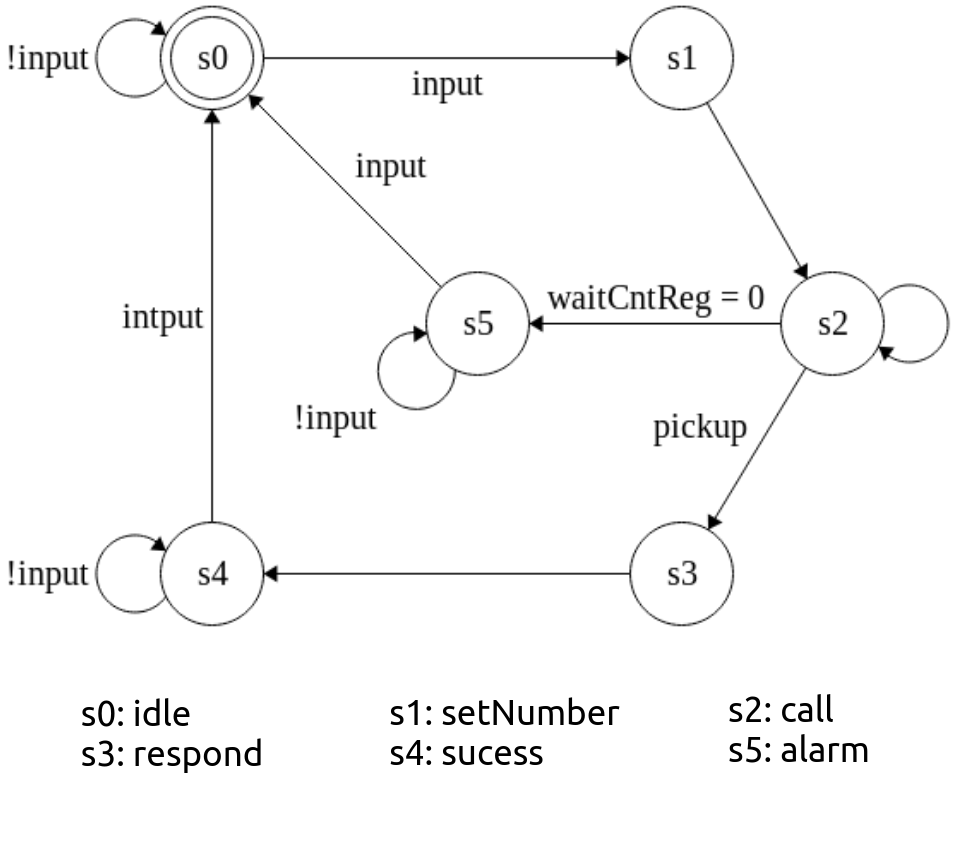 !input
s0
input
s1
input
intput
waitCntReg = 0
s5
s2
!input
pickup
!input
s4
s3
s0: idle
s1: setNumber
s2: call
s3: respond
s4: sucess
s5: alarm